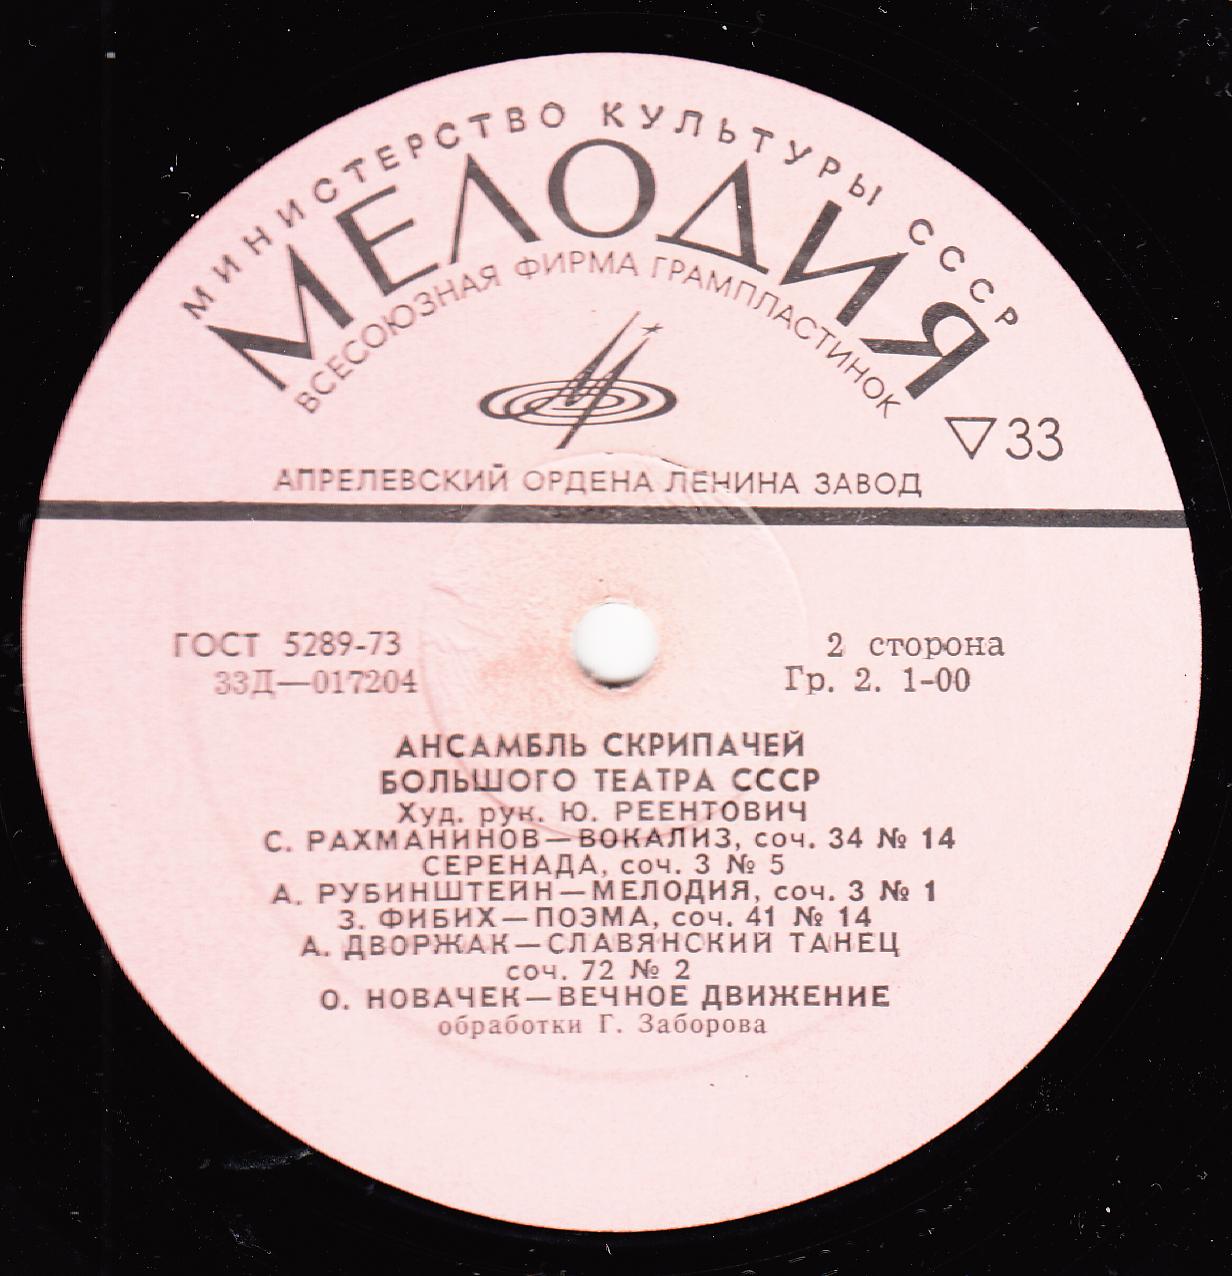 МИНИСТЕРСТВО КУЛЬТУРЫ СССР
МЕЛОДИЯ
ВСЕСОЮЗНАЯ ФИРМА ГРАМПЛАСТИНОК
▽33
АПРЕЛЕВСКИЙ ОРДЕНА ЛЕНИНА ЗАВОД
ГОСТ 5289-73
33Д—017204
2 сторона
Гр. 2. 1-00
АНСАМБЛЬ СКРИПАЧЕЙ
БОЛЬШОГО ТЕАТРА СССР
Худ. рук. Ю. РЕЕНТОВИЧ
С. РАХМАНИНОВ—ВОКАЛИЗ, соч. 34 № 14
СЕРЕНАДА, соч. 3 № 5
А. РУБИНШТЕЙН—МЕЛОДИЯ, соч. 3 № 1
З. ФИБИХ—ПОЭМА, соч. 41 № 14
А. ДВОРЖАК—СЛАВЯНСКИЙ ТАНЕЦ
соч. 72 № 2
О. НОВАЧЕК—ВЕЧНОЕ ДВИЖЕНИЕ
обработки Г. Заборова